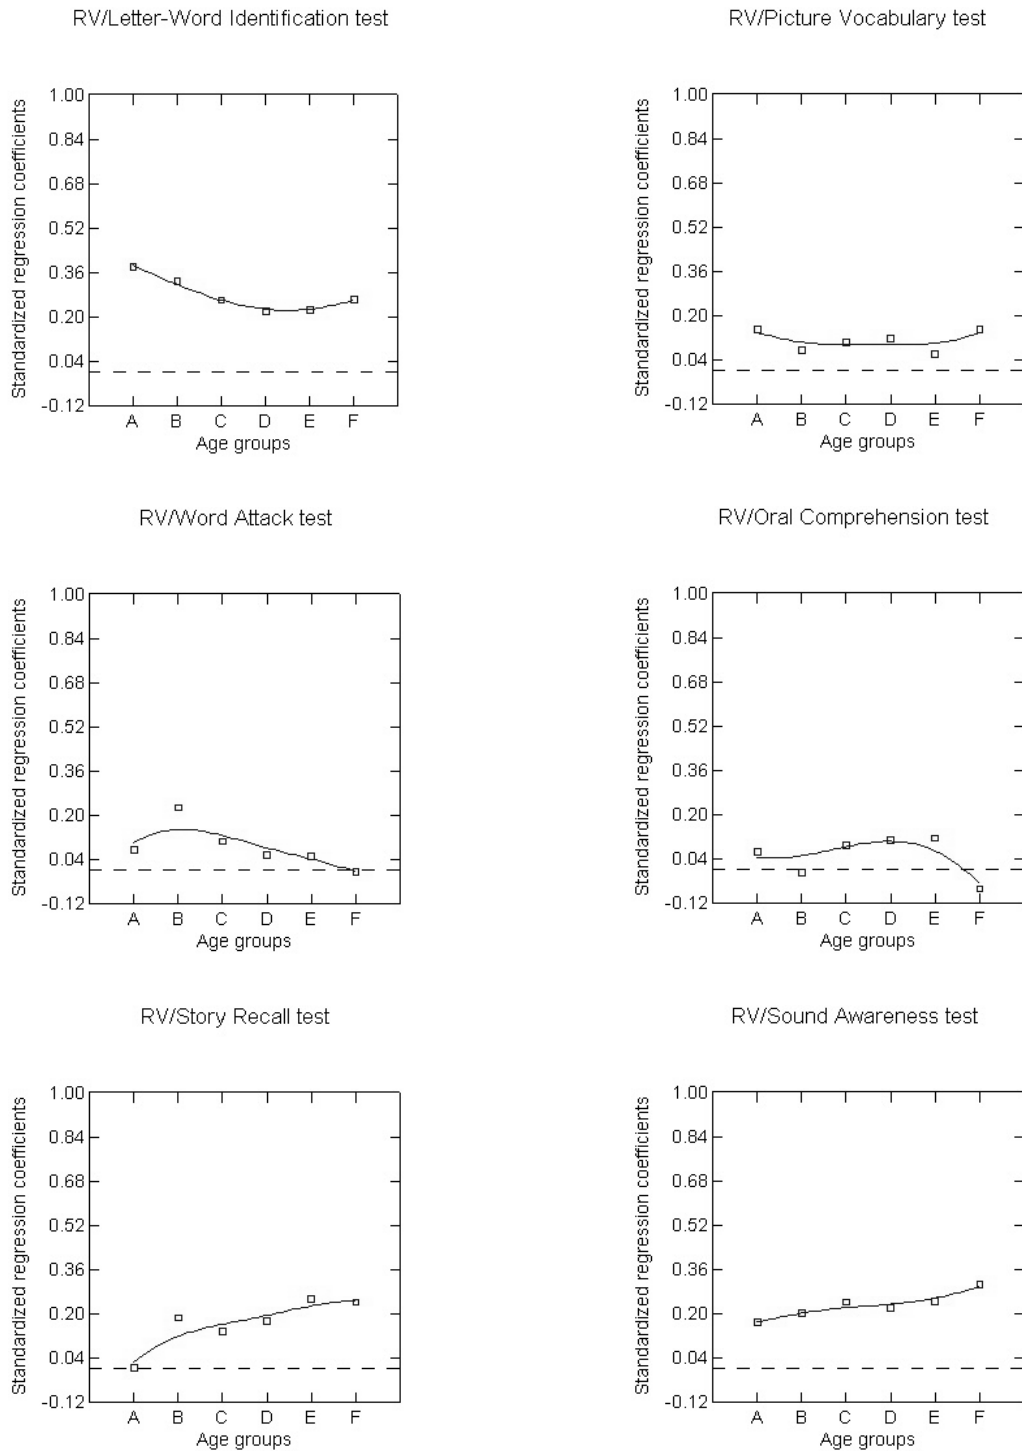 RV/Letter-Word Identification test
Standardized regression coefficients
1.00
0.84
0.68
0.52
0.36
0.20
0.04
-0.12
A B C D E F
Age groups
RV/Picture Vocabulary test
Standardized regression coefficients
1.00
0.84
0.68
0.52
0.36
0.20
0.04
-0.12
A B C D E F
Age groups
RV/Word Attack test
Standardized regression coefficients
1.00
0.84
0.68
0.52
0.36
0.20
0.04
-0.12
A B C D E F
Age groups
RV/Oral Comprehension test
Standardized regression coefficients
1.00
0.84
0.68
0.52
0.36
0.20
0.04
-0.12
A B C D E F
Age groups
RV/Story Recall test
Standardized regression coefficients
1.00
0.84
0.68
0.52
0.36
0.20
0.04
-0.12
A B C D E F
Age groups
RV/Sound Awareness test
Standardized regression coefficients
1.00
0.84
0.68
0.52
0.36
0.20
0.04
-0.12
A B C D E F
Age groups